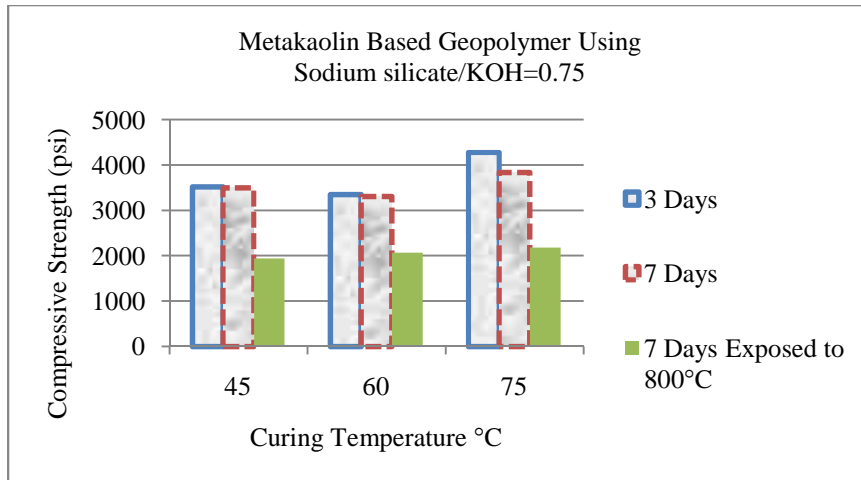 Metakaolin Based Geopolymer Using
Sodium silicate/KOH=0.75
Compressive Strength (psi)
5000
4000
3000
2000
1000
0
45
60
75
Curing Temperature °C
3 Days
7 Days
7 Days Exposed to
800°C